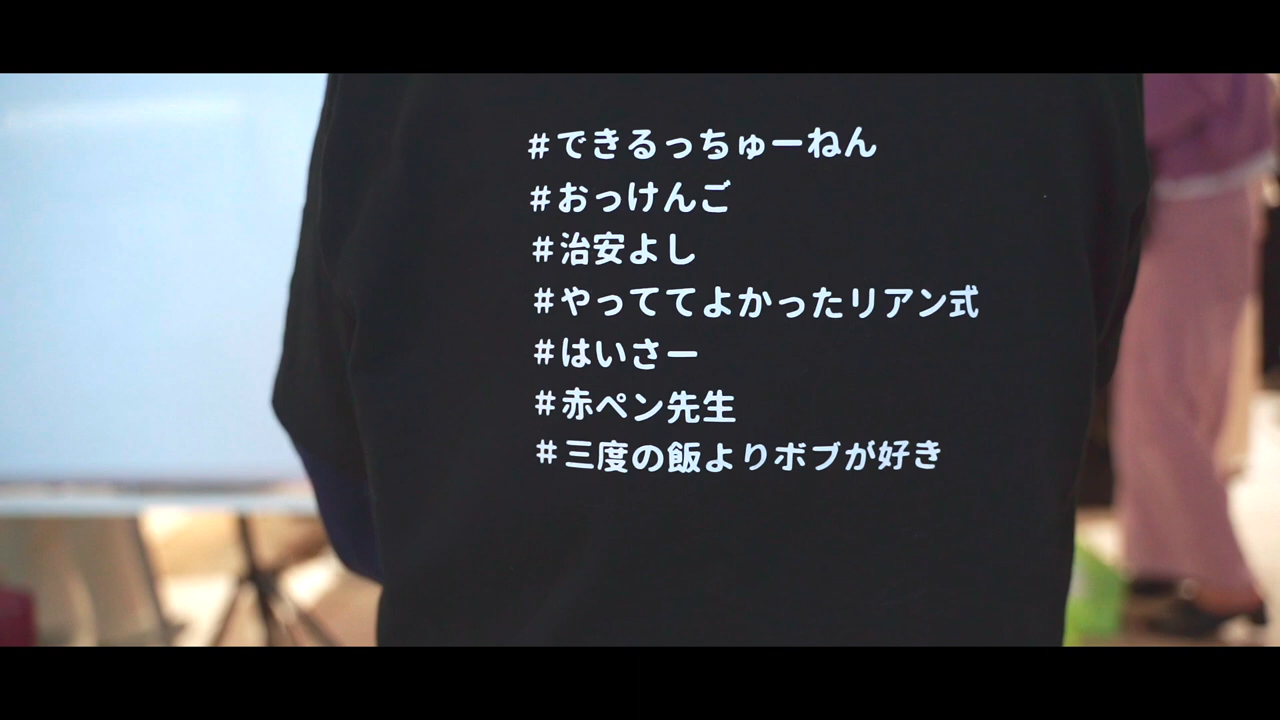 #できるっちゅーねん
#おっけんご
#治安よし
#やっててよかったリアン式
#はいさー
#赤ペン先生
#三度の飯よりボブが好き